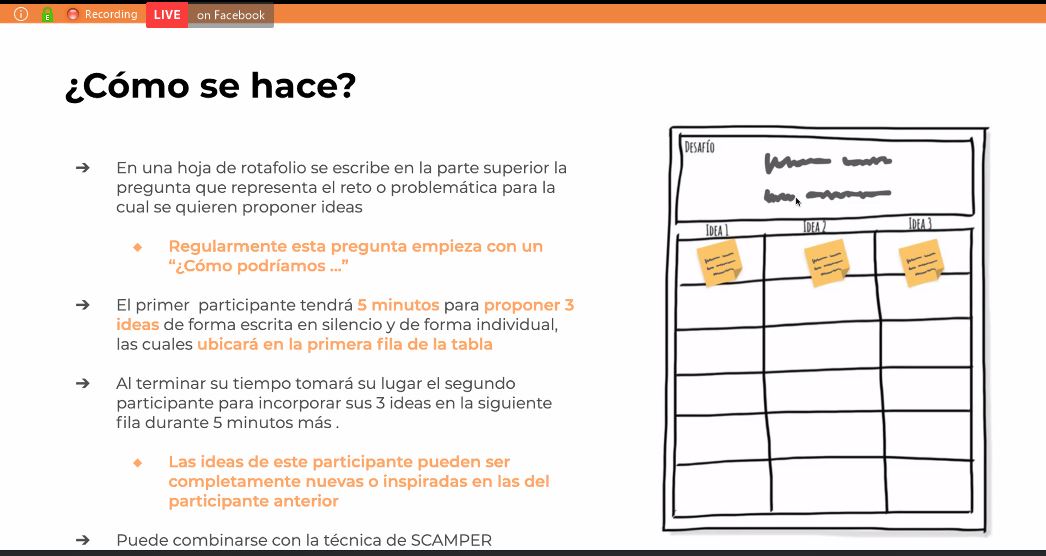 Recording
LIVE on Facebook
¿Cómo se hace?
➔ En una hoja de rotafolio se escribe en la parte superior la
pregunta que representa el reto o problemática para la
cual se quieren proponer ideas
◆ Regularmente esta pregunta empieza con un
“¿Cómo podríamos ...”
➔ El primer participante tendrá 5 minutos para proponer 3
ideas de forma escrita en silencio y de forma individual,
las cuales ubicará en la primera fila de la tabla
➔ Al terminar su tiempo tomará su lugar el segundo
participante para incorporar sus 3 ideas en la siguiente
fila durante 5 minutos más .
◆ Las ideas de este participante pueden ser
completamente nuevas o inspiradas en las del
participante anterior
➔ Puede combinarse con la técnica de SCAMPER
DESAFÍO
IDEA 1 IDEA 2 IDEA 3